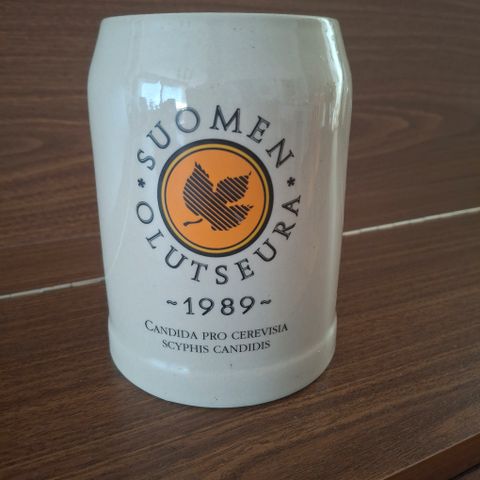 * SUOMEN *
OLUTSEURA
~1989~
CANDIDA PRO CEREVISIA
SCYPHIS CANDIDIS